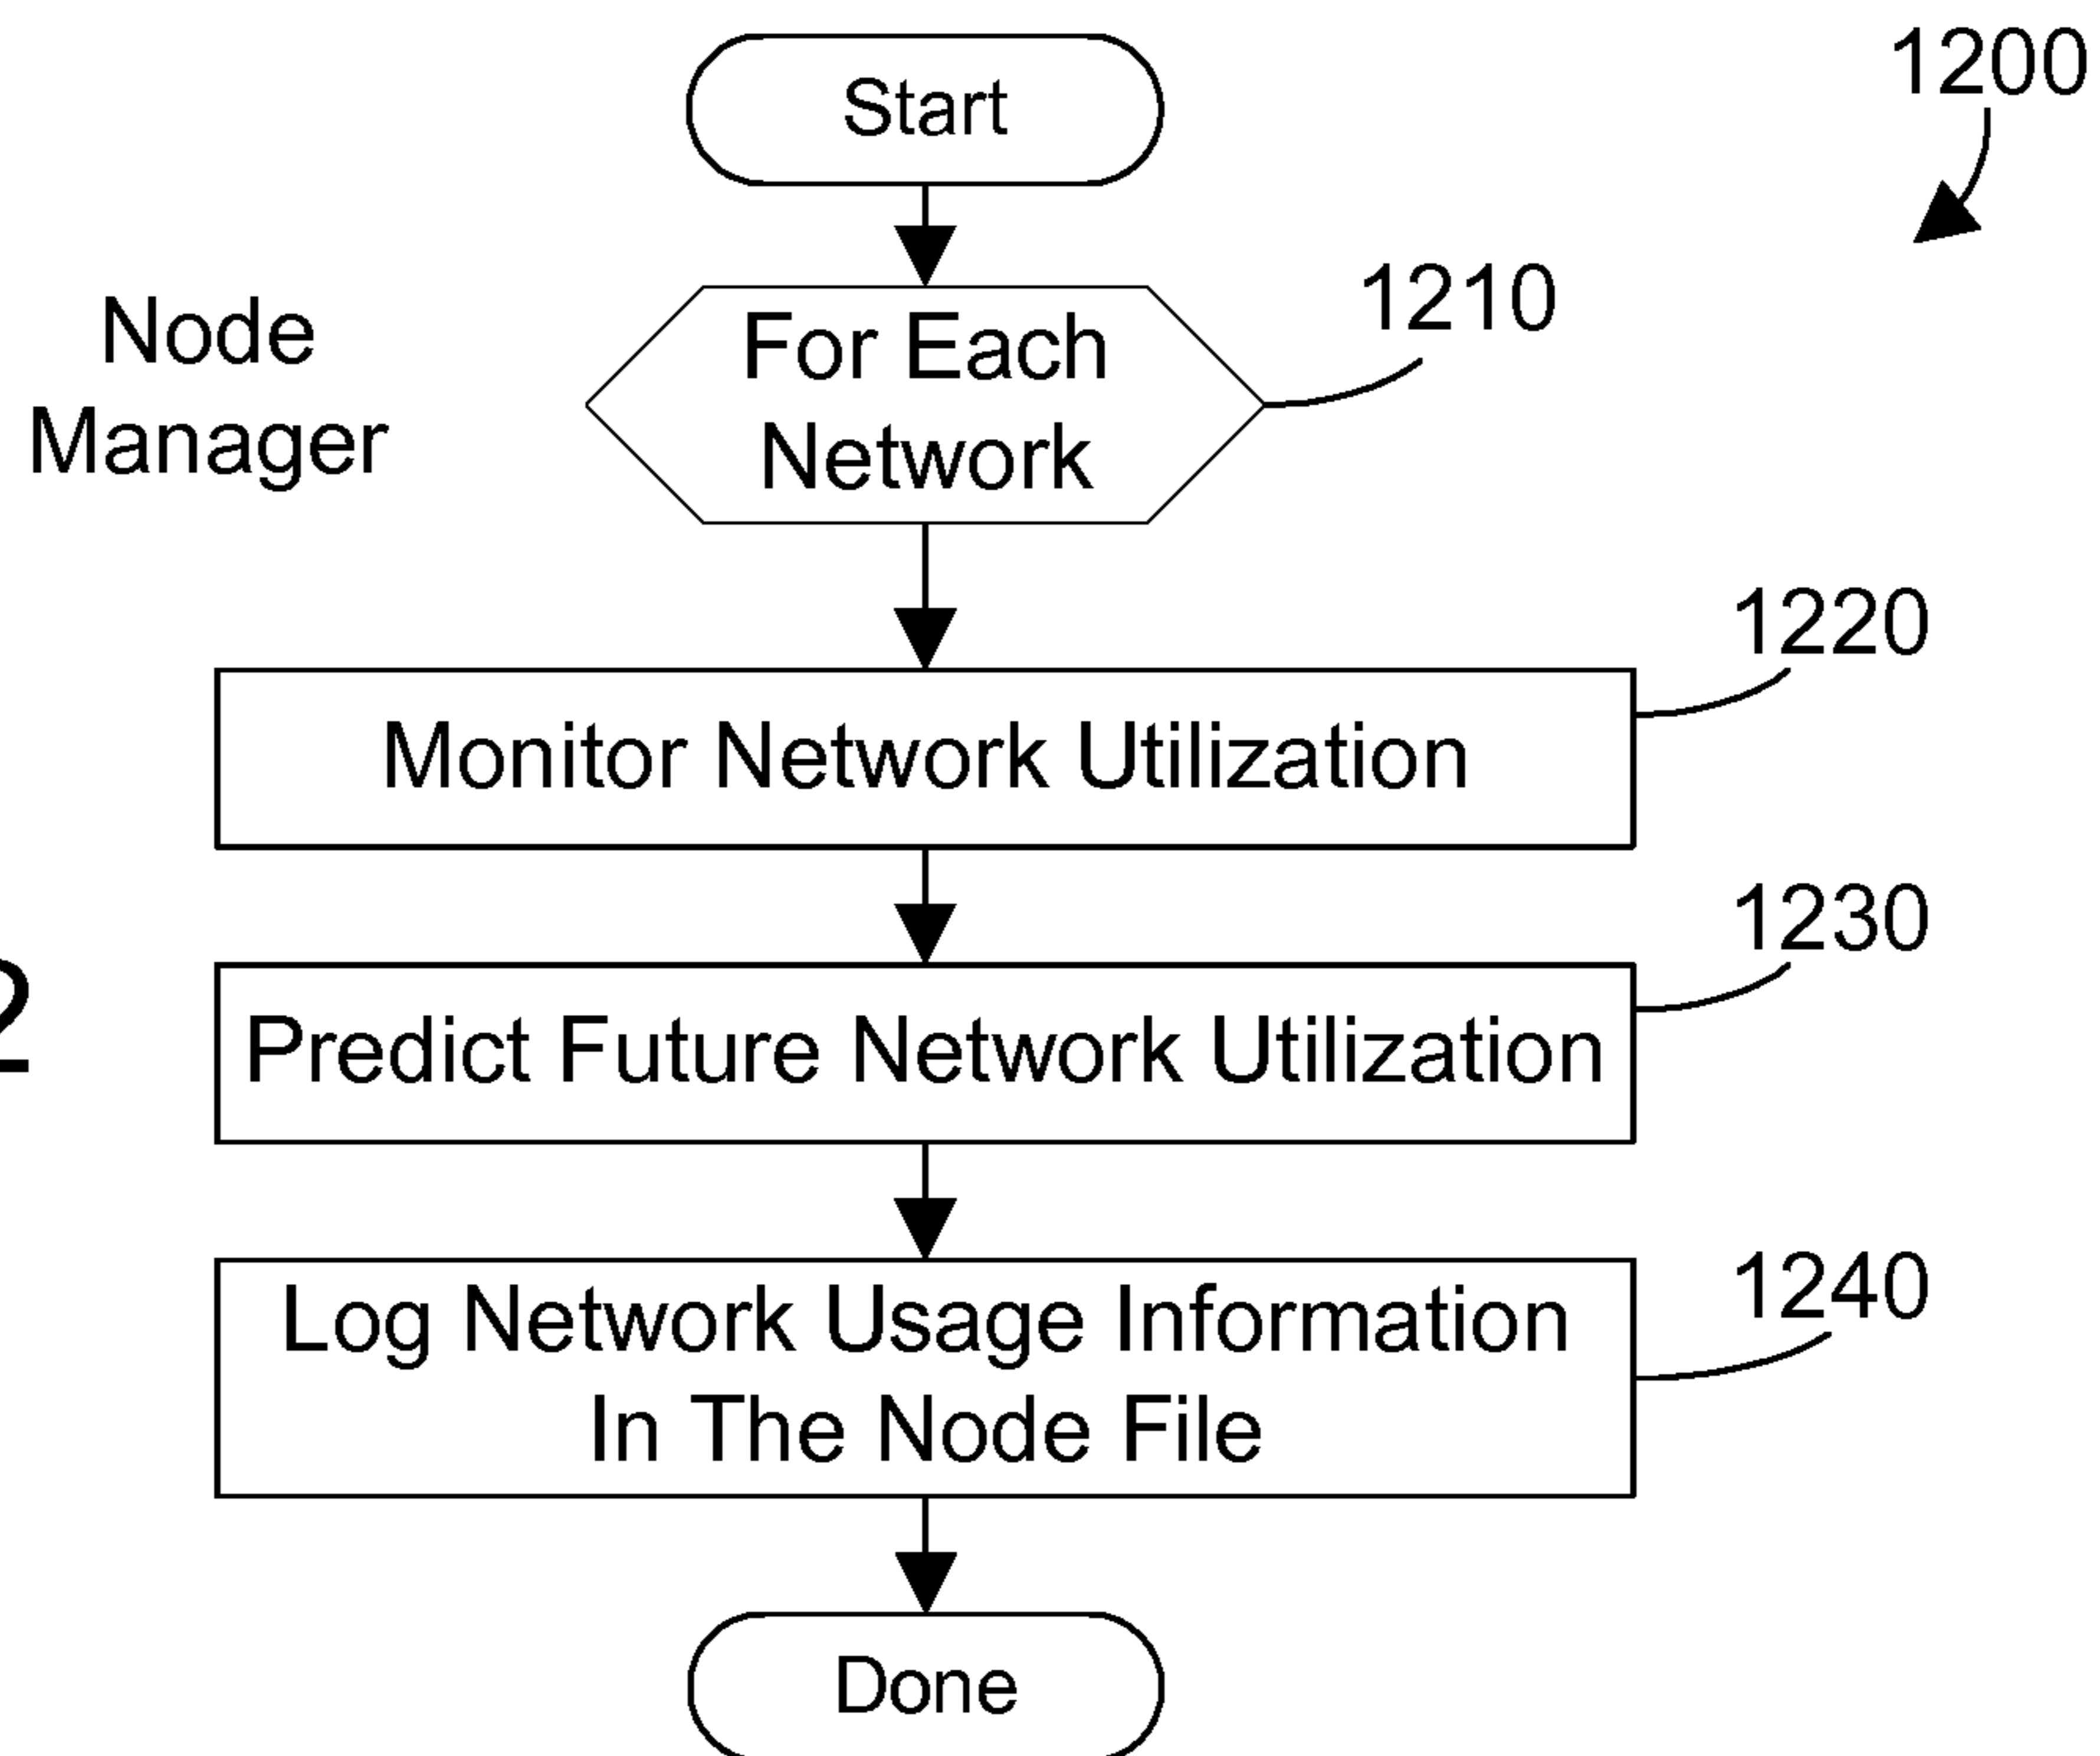 1200
Start
Node
Manager
For Each
Network
1210
1220
Monitor Network Utilization
1230
2
Predict Future Network Utilization
1240
Log Network Usage Information
In The Node File
Done